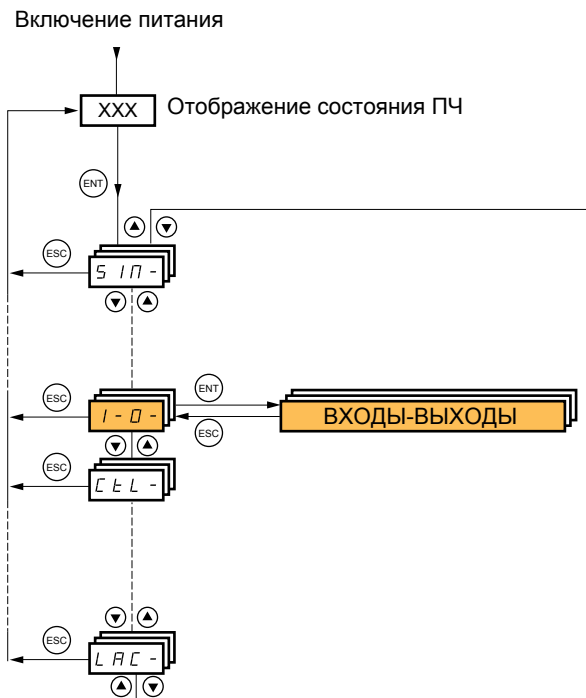 Включение питания
XXX Отображение состояния ПЧ
ENT
ESC
SIM-
ESC
I-O-
ENT
ESC
ВХОДЫ-ВЫХОДЫ
ESC
CtL-
ESC
LAC-